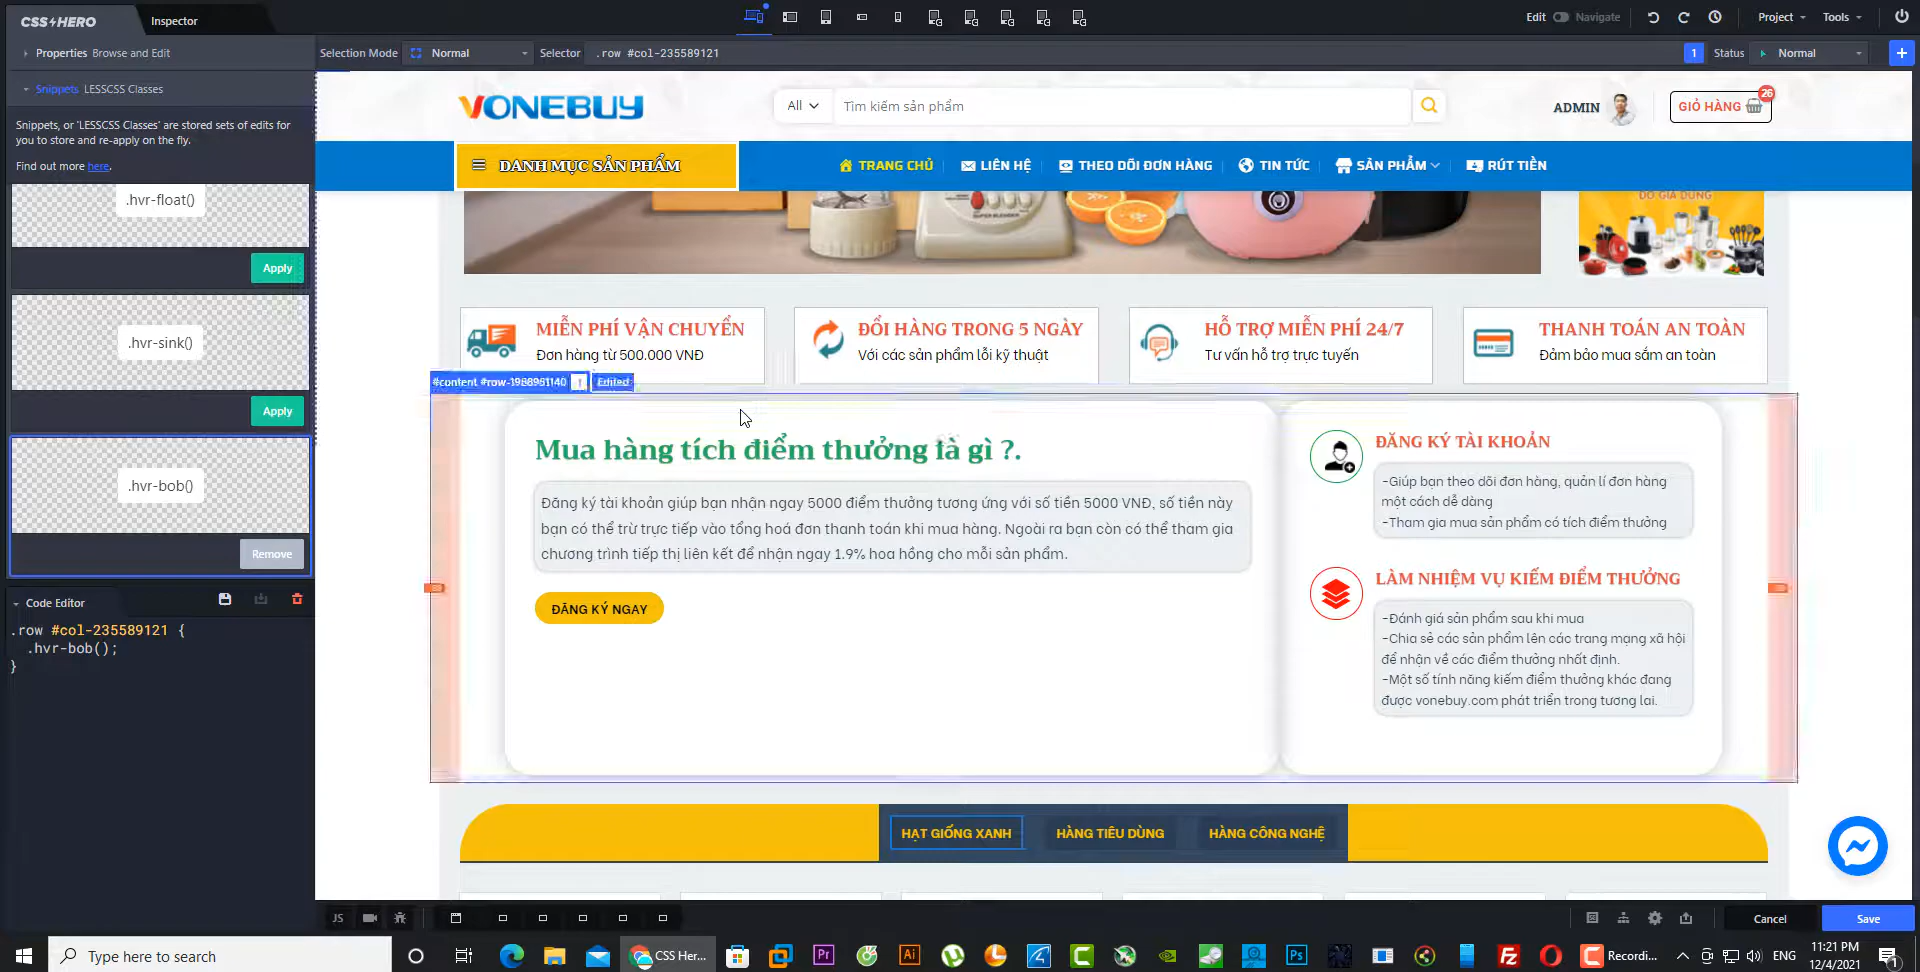 CSS HERO
Inspector
Edit
Navigate
Project
Tools
Properties Browse and Edit
Selection Mode
Normal
Selector
.row #col-235589121
1
Status
Normal
+
Snippets LESSCSS Classes
Snippets, or 'LESSCSS Classes' are stored sets of edits for
you to store and re-apply on the fly.
Find out more here.
.hvr-float()
Apply
.hvr-sink()
Apply
.hvr-bob()
Remove
Code Editor
.row #col-235589121 {
.hvr-bob();
}
VONEBUY
All
Tìm kiếm sản phẩm
ADMIN
GIỎ HÀNG
26
DANH MỤC SẢN PHẨM
TRANG CHỦ
LIÊN HỆ
THEO DÕI ĐƠN HÀNG
TIN TỨC
SẢN PHẨM
RÚT TIỀN
SUPER BLENDER
ĐỒ GIA DỤNG
MIỄN PHÍ VẬN CHUYỂN
Đơn hàng từ 500.000 VNĐ
ĐỔI HÀNG TRONG 5 NGÀY
Với các sản phẩm lỗi kỹ thuật
HỖ TRỢ MIỄN PHÍ 24/7
Tư vấn hỗ trợ trực tuyến
THANH TOÁN AN TOÀN
Đảm bảo mua sắm an toàn
#content #row-1988981140
↑
Edited
Mua hàng tích điểm thưởng là gì ?.
Đăng ký tài khoản giúp bạn nhận ngay 5000 điểm thưởng tương ứng với số tiền 5000 VNĐ, số tiền này
bạn có thể trừ trực tiếp vào tổng hoá đơn thanh toán khi mua hàng. Ngoài ra bạn còn có thể tham gia
chương trình tiếp thị liên kết để nhận ngay 1.9% hoa hồng cho mỗi sản phẩm.
ĐĂNG KÝ NGAY
ĐĂNG KÝ TÀI KHOẢN
-Giúp bạn theo dõi đơn hàng, quản lí đơn hàng
một cách dễ dàng
-Tham gia mua sản phẩm có tích điểm thưởng
LÀM NHIỆM VỤ KIẾM ĐIỂM THƯỞNG
-Đánh giá sản phẩm sau khi mua
-Chia sẻ các sản phẩm lên các trang mạng xã hội
để nhận về các điểm thưởng nhất định.
-Một số tính năng kiếm điểm thưởng khác đang
được vonebuy.com phát triển trong tương lai.
HẠT GIỐNG XANH
HÀNG TIÊU DÙNG
HÀNG CÔNG NGHỆ
JS
Cancel
Save
Type here to search
CSS Her...
Pr
Ai
Ps
Fz
Recordi...
ENG
11:21 PM
12/4/2021
1